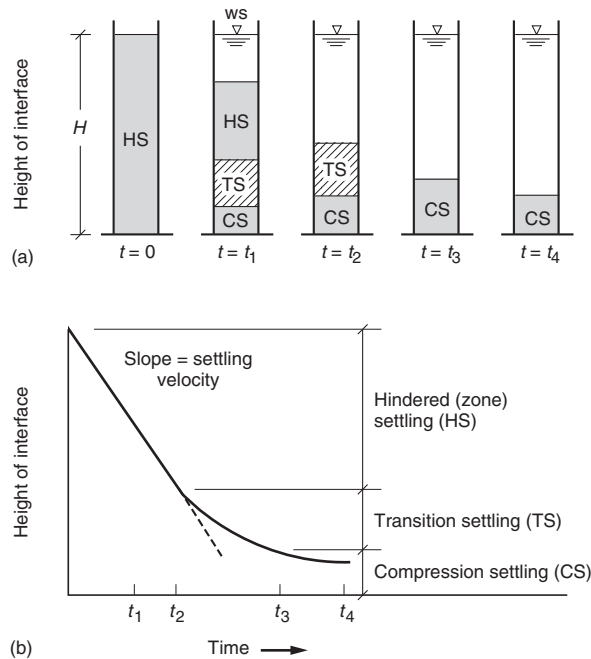 ws
Height of interface
H
HS
HS
TS
TS
CS
CS
CS
CS
(a)
t = 0
t = t1
t = t2
t = t3
t = t4
Slope = settling
velocity
Height of interface
Hindered (zone)
settling (HS)
Transition settling (TS)
Compression settling (CS)
t1
t2
t3
t4
(b)
Time